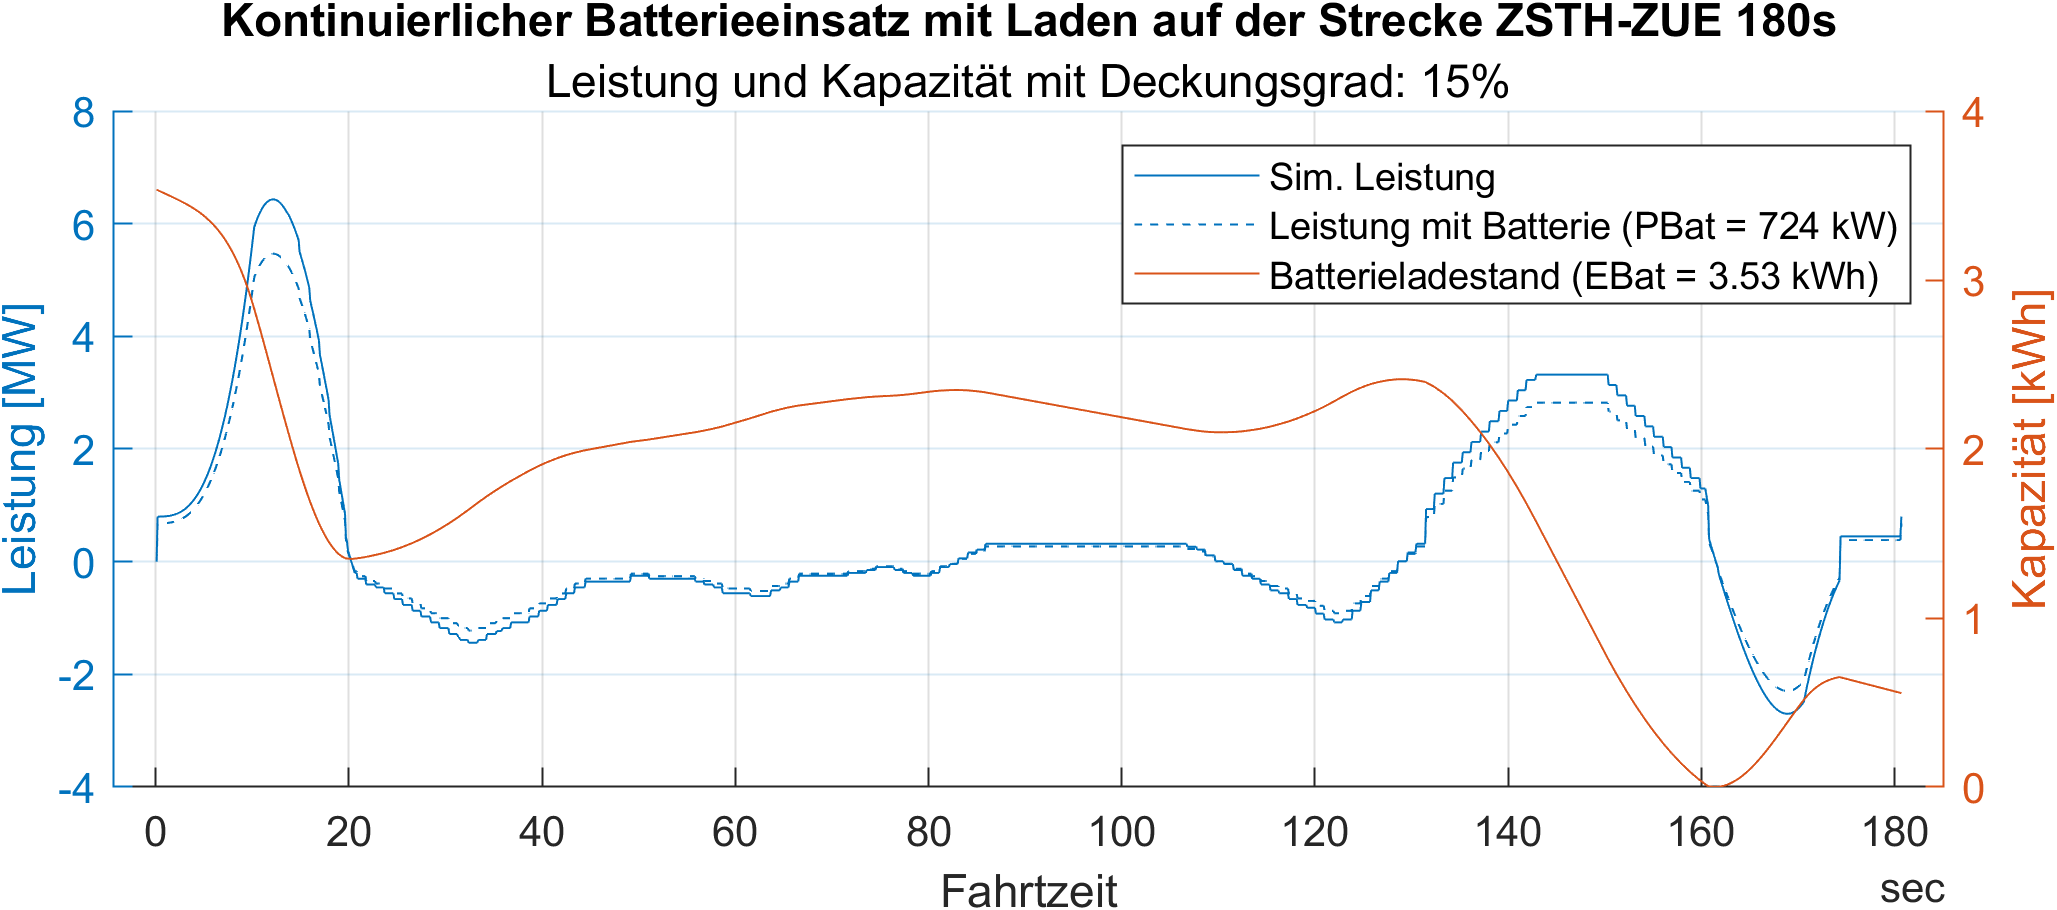 Kontinuierlicher Batterieeinsatz mit Laden auf der Strecke ZSTH-ZUE 180s
Leistung und Kapazität mit Deckungsgrad: 15%
8
6
4
2
0
-2
-4
Leistung [MW]
Sim. Leistung
Leistung mit Batterie (PBat = 724 kW)
Batterieladestand (EBat = 3.53 kWh)
4
3
2
1
0
Kapazität [kWh]
0 20 40 60 80 100 120 140 160 180
Fahrtzeit
sec